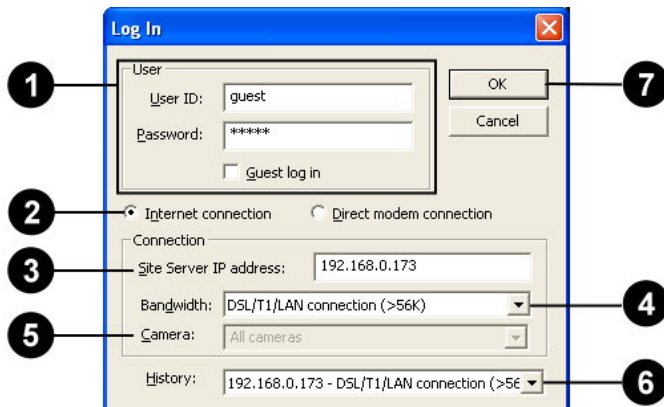 Log In
1
User
User ID: guest
OK
7
Password: *****
Cancel
Guest log in
2
Internet connection Direct modem connection
Connection
3
Site Server IP address: 192.168.0.173
Bandwidth: DSL/T1/LAN connection (>56K)
4
5
Camera: All cameras
History: 192.168.0.173 - DSL/T1/LAN connection (>56
6